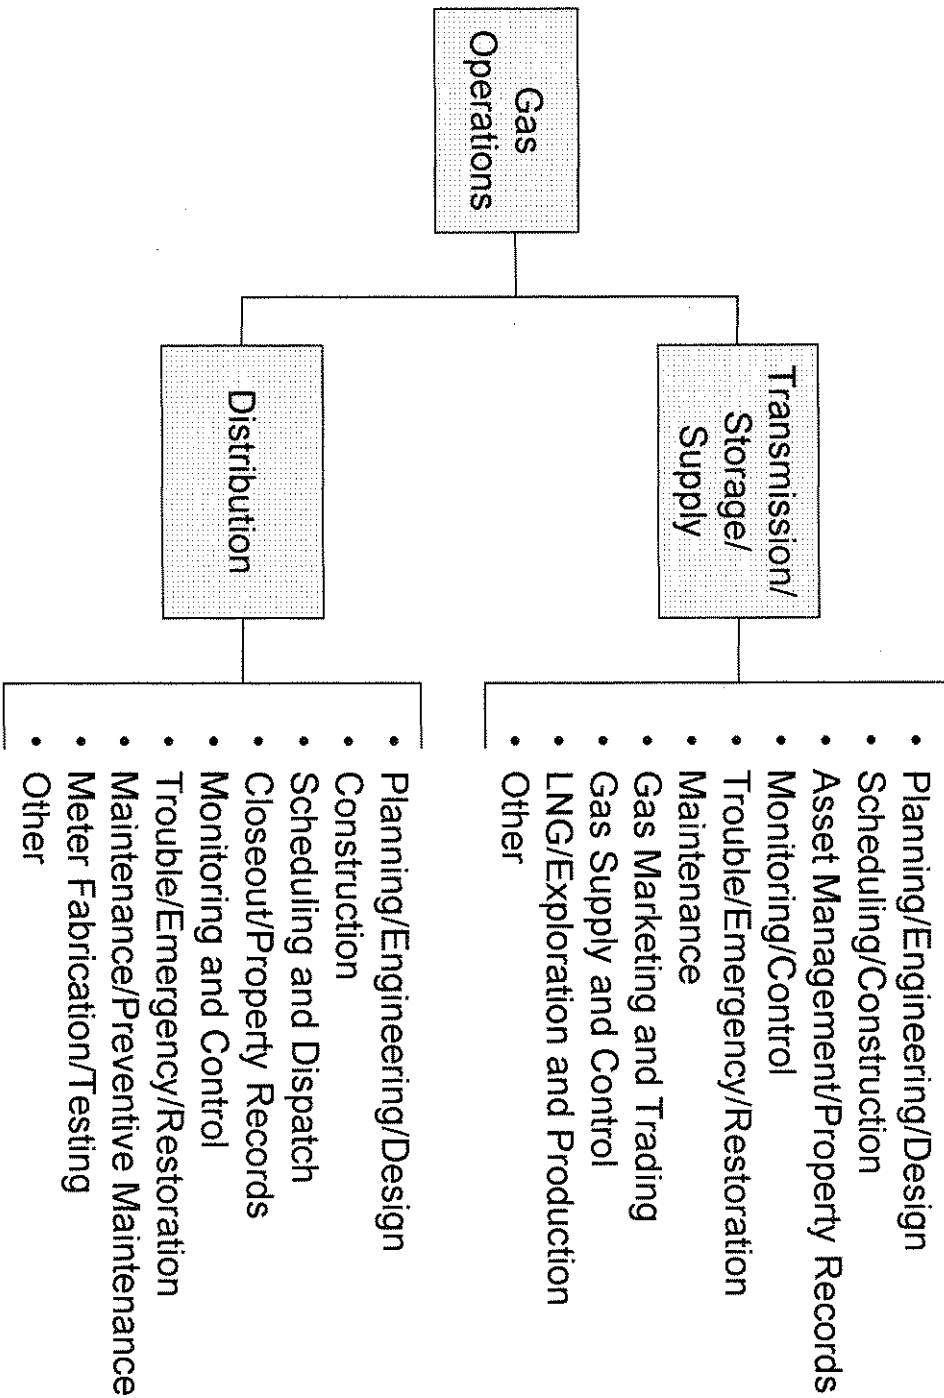 Gas
Operations
Transmission/
Storage/
Supply
• Planning/Engineering/Design
• Scheduling/Construction
• Asset Management/Property Records
• Monitoring/Control
• Trouble/Emergency/Restoration
• Maintenance
• Gas Marketing and Trading
• Gas Supply and Control
• LNG/Exploration and Production
• Other
Distribution
• Planning/Engineering/Design
• Construction
• Scheduling and Dispatch
• Closeout/Property Records
• Monitoring and Control
• Trouble/Emergency/Restoration
• Maintenance/Preventive Maintenance
• Meter Fabrication/Testing
• Other